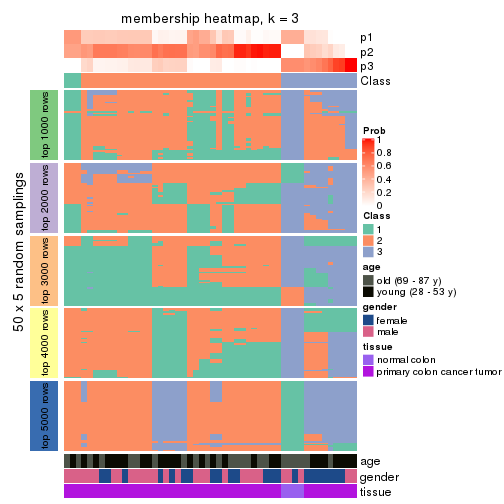 membership heatmap, k = 3
p1
p2
p3
Class
50 x 5 random samplings
top 1000 rows
top 2000 rows
top 3000 rows
top 4000 rows
top 5000 rows
Prob
1
0.8
0.6
0.4
0.2
0
Class
1
2
3
age
old (69 - 87 y)
young (28 - 53 y)
gender
female
male
tissue
normal colon
primary colon cancer tumor
age
gender
tissue